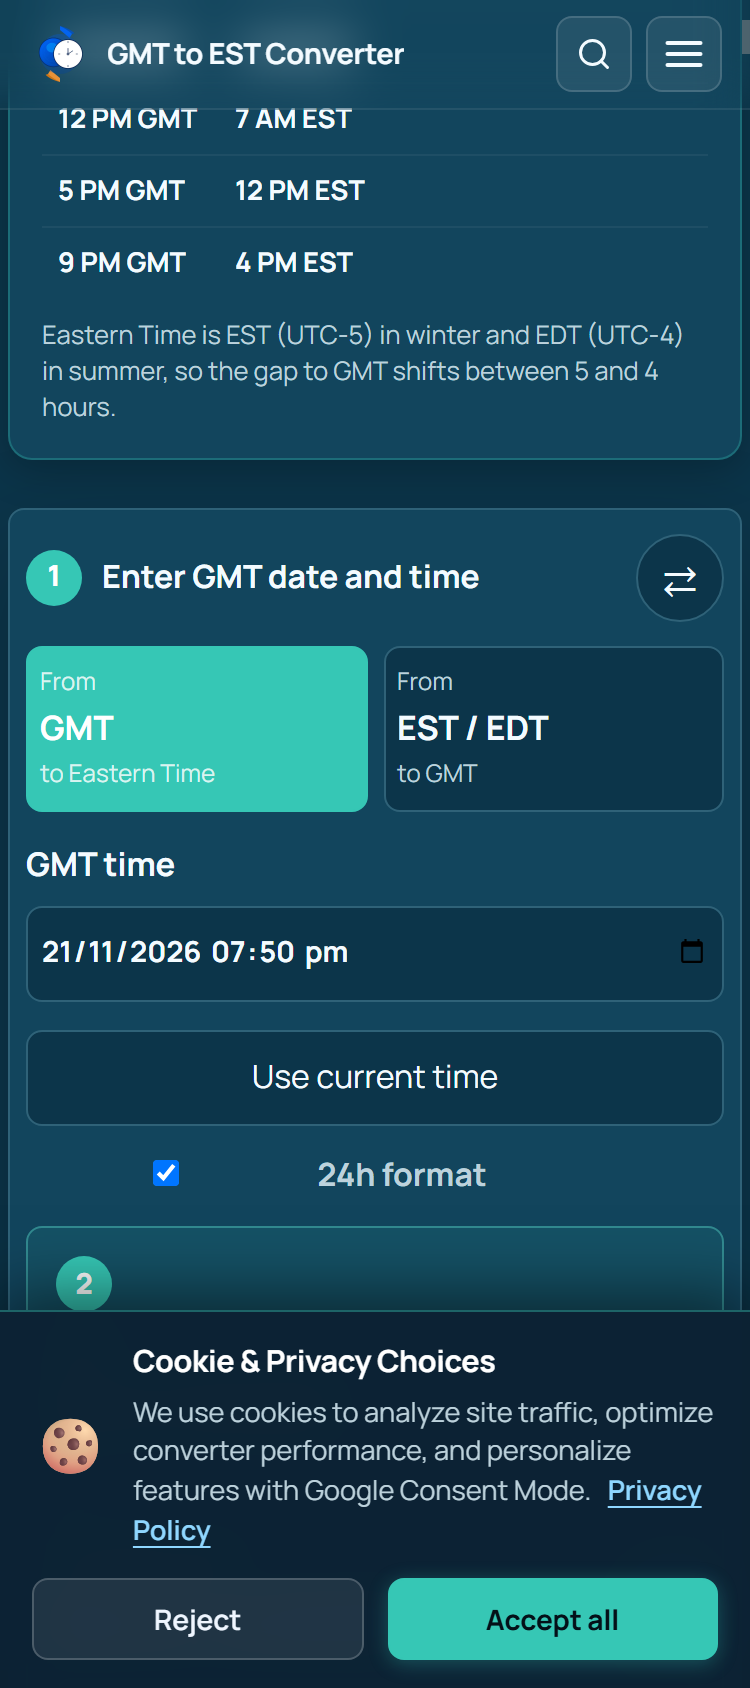 GMT to EST Converter
12 PM GMT 7 AM EST
5 PM GMT 12 PM EST
9 PM GMT 4 PM EST
Eastern Time is EST (UTC-5) in winter and EDT (UTC-4)
in summer, so the gap to GMT shifts between 5 and 4
hours.
1 Enter GMT date and time
From
GMT
to Eastern Time
From
EST / EDT
to GMT
GMT time
21/11/2026 07:50 pm
Use current time
24h format
2
Cookie & Privacy Choices
We use cookies to analyze site traffic, optimize
converter performance, and personalize
features with Google Consent Mode. Privacy
Policy
Reject Accept all